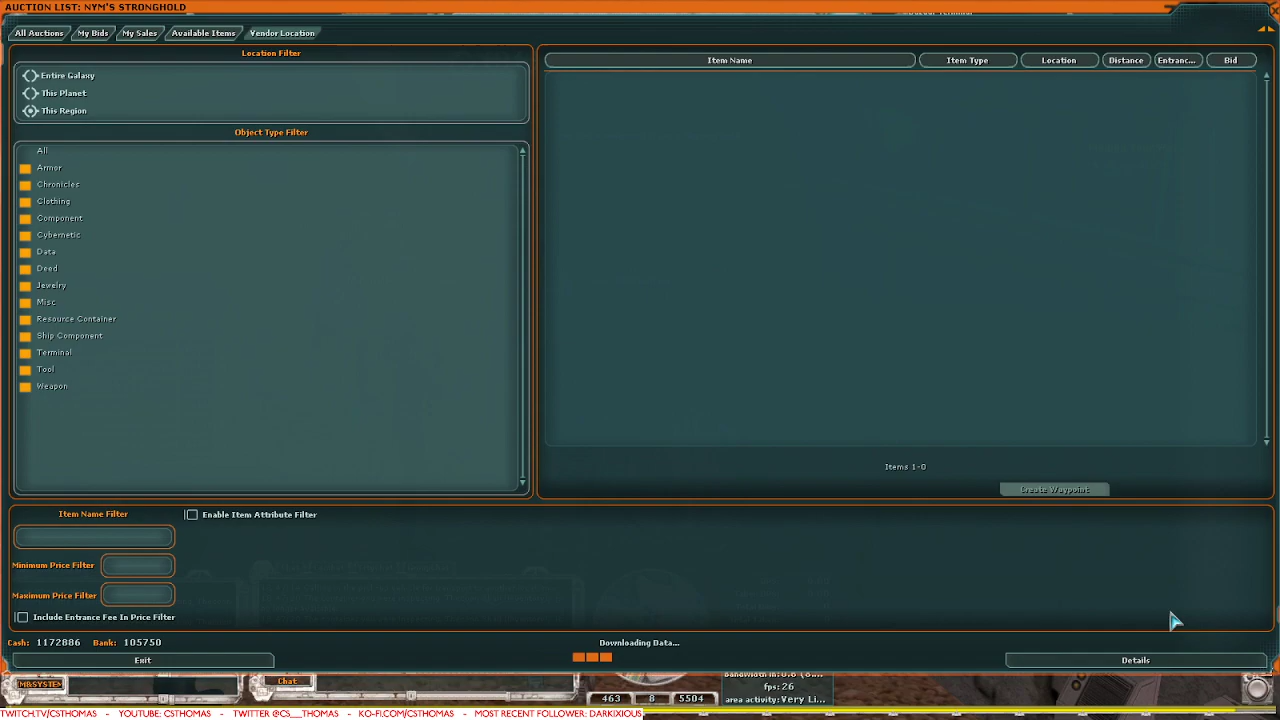 AUCTION LIST: NYM'S STRONGHOLD
All Auctions My Bids My Sales Available Items Vendor Location
Location Filter
Entire Galaxy
This Planet
This Region
Object Type Filter
All
Armor
Chronicles
Clothing
Component
Cybernetic
Data
Deed
Jewelry
Misc
Resource Container
Ship Component
Terminal
Tool
Weapon
Item Name Item Type Location Distance Entranc... Bid
Items 1-0
Create Waypoint
Item Name Filter
Enable Item Attribute Filter
Minimum Price Filter
Maximum Price Filter
Include Entrance Fee In Price Filter
Cash: 1172886 Bank: 105750
Downloading Data...
Exit
Details
Chat
463 8 5504
fps: 26
area activity: Very Li...
TWITCH.TV/CSTHOMAS - YOUTUBE: CSTHOMAS - TWITTER @CS__THOMAS - KO-FI.COM/CSTHOMAS - MOST RECENT FOLLOWER: DARKIXIOUS